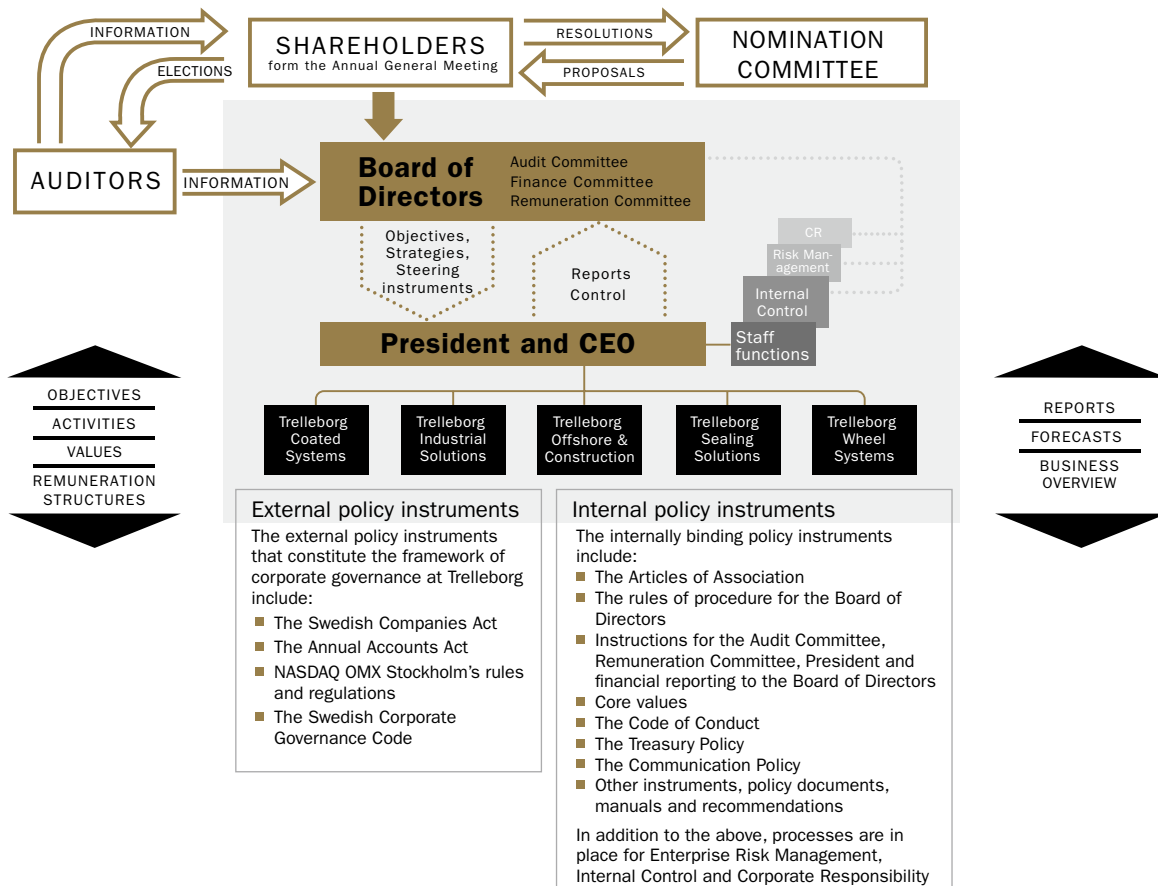 INFORMATION
SHAREHOLDERS
form the Annual General Meeting
RESOLUTIONS
NOMINATION
COMMITTEE
ELECTIONS
PROPOSALS
AUDITORS
INFORMATION
Board of
Directors
Audit Committee
Finance Committee
Remuneration Committee
Objectives,
Strategies,
Steering
instruments
Reports
Control
CR
Risk Man-
agement
Internal
Control
Staff
functions
President and CEO
OBJECTIVES
ACTIVITIES
VALUES
REMUNERATION
STRUCTURES
Trelleborg
Coated
Systems
Trelleborg
Industrial
Solutions
Trelleborg
Offshore &
Construction
Trelleborg
Sealing
Solutions
Trelleborg
Wheel
Systems
REPORTS
FORECASTS
BUSINESS
OVERVIEW
External policy instruments
The external policy instruments
that constitute the framework of
corporate governance at Trelleborg
include:
The Swedish Companies Act
The Annual Accounts Act
NASDAQ OMX Stockholm's rules
and regulations
The Swedish Corporate
Governance Code
Internal policy instruments
The internally binding policy instruments
include:
The Articles of Association
The rules of procedure for the Board of
Directors
Instructions for the Audit Committee,
Remuneration Committee, President and
financial reporting to the Board of Directors
Core values
The Code of Conduct
The Treasury Policy
The Communication Policy
Other instruments, policy documents,
manuals and recommendations
In addition to the above, processes are in
place for Enterprise Risk Management,
Internal Control and Corporate Responsibility